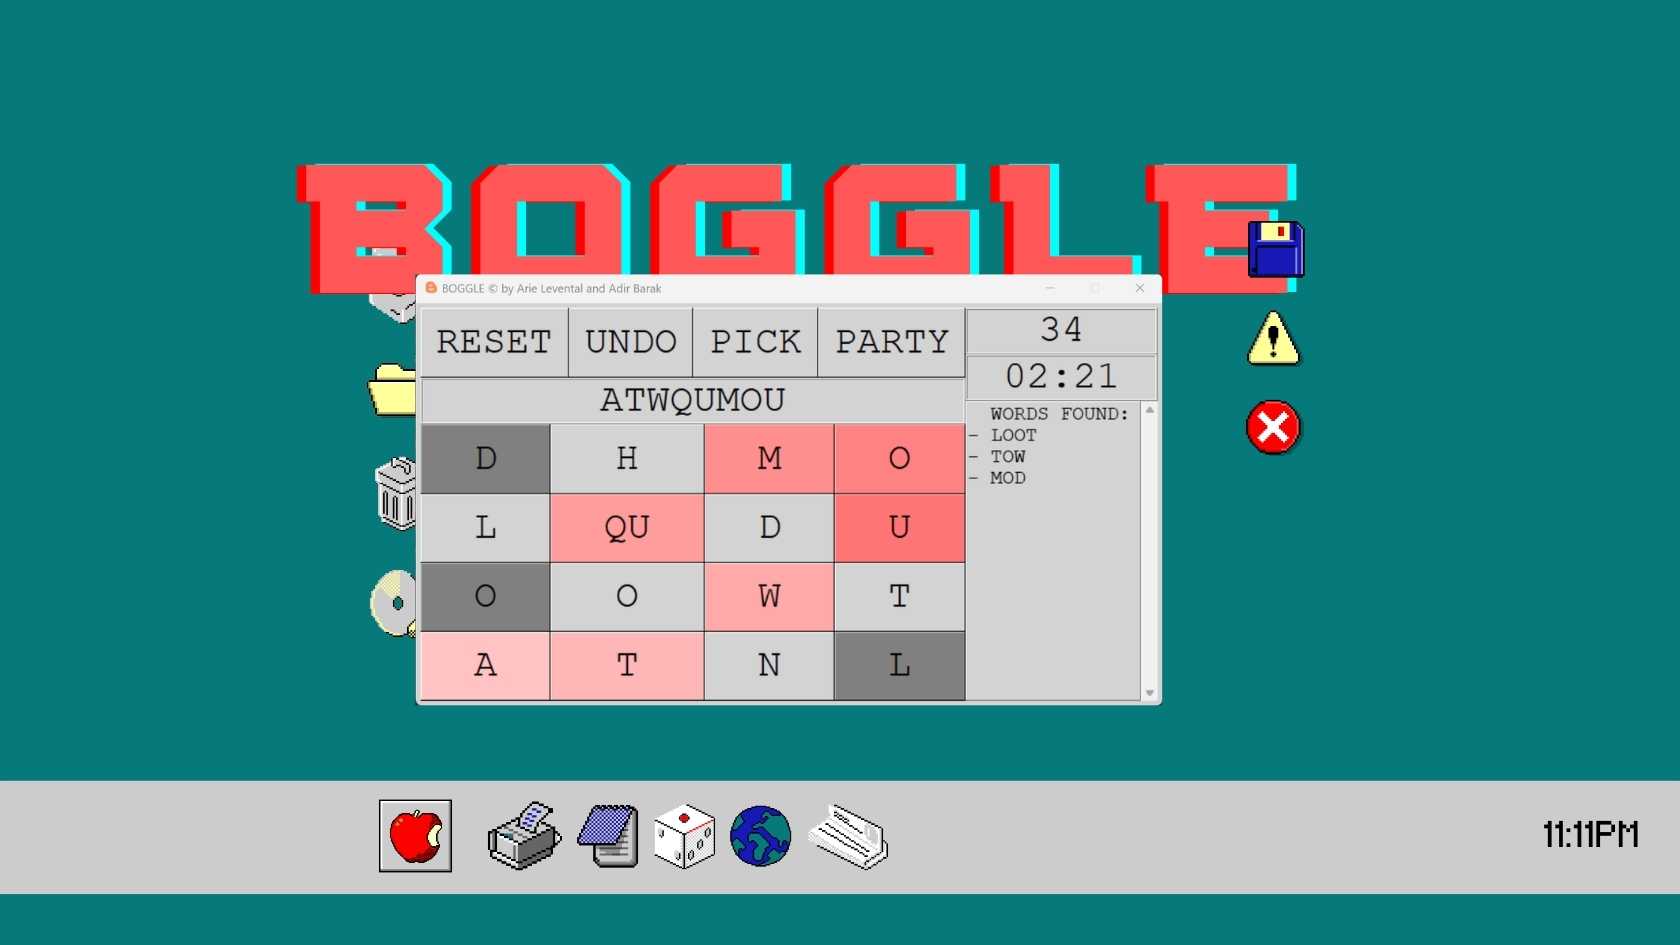 BOGGLE
BOGGLE © by Arie Levental and Adir Barak
RESET UNDO PICK PARTY 34
02:21
ATWQUMOU
WORDS FOUND:
- LOOT
- TOW
- MOD
D H M O
L QU D U
O O W T
A T N L
11:11PM